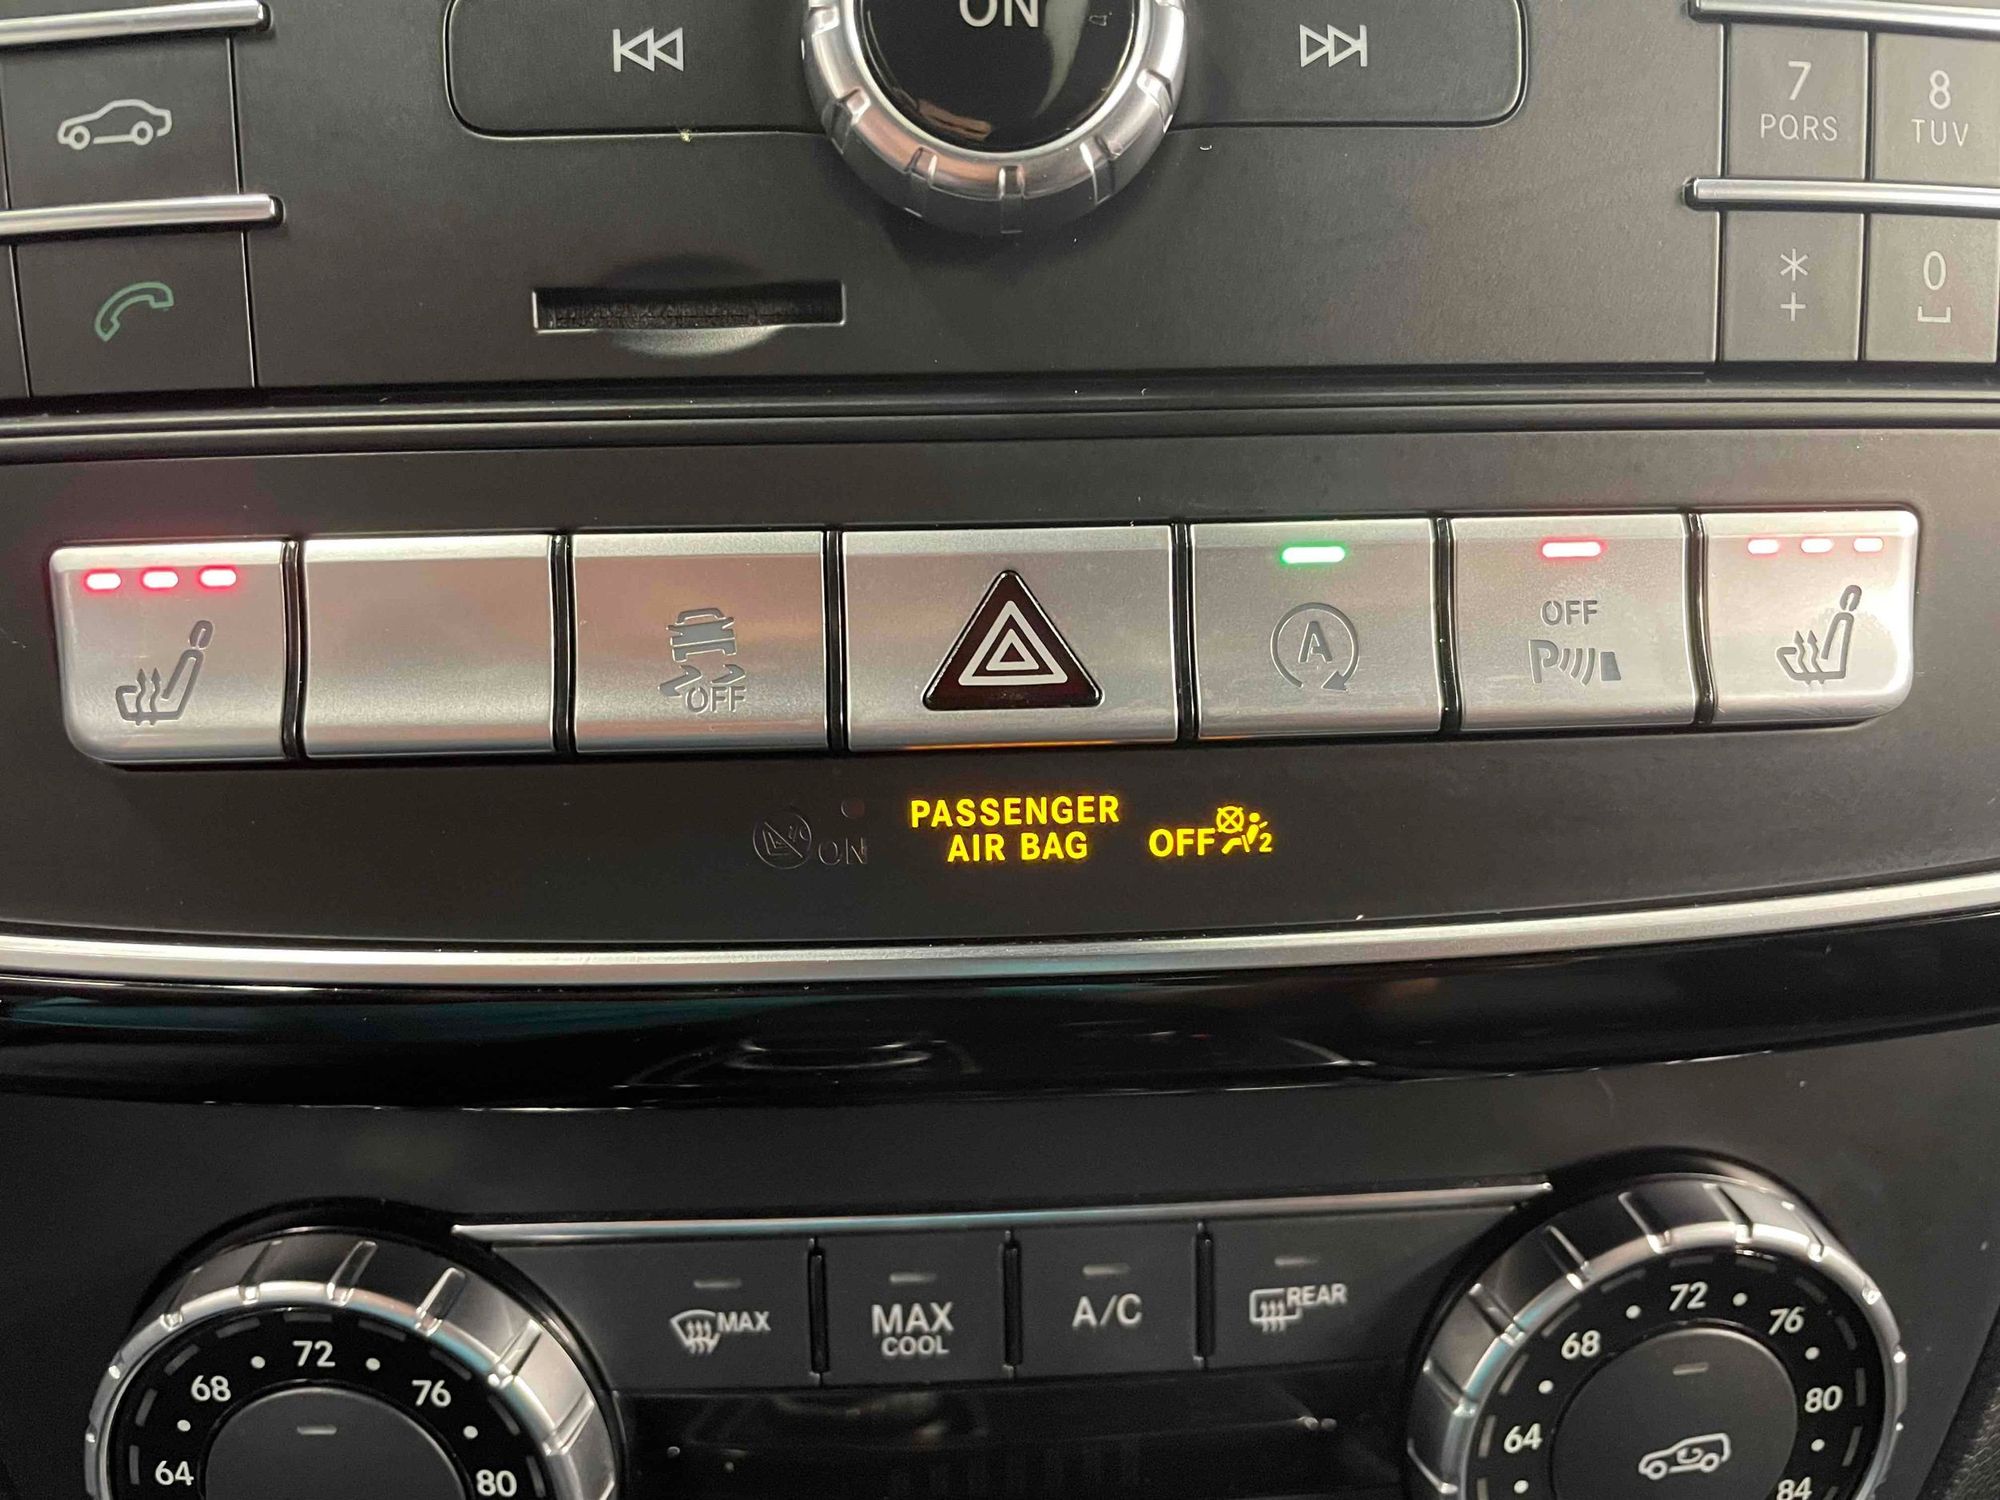 ON
7
PQRS
8
TUV
*
+
0
OFF
A
OFF
P
ON
PASSENGER
AIR BAG
OFF
2
MAX
MAX
COOL
A/C
REAR
64
68
72
76
80
64
68
72
76
80
84